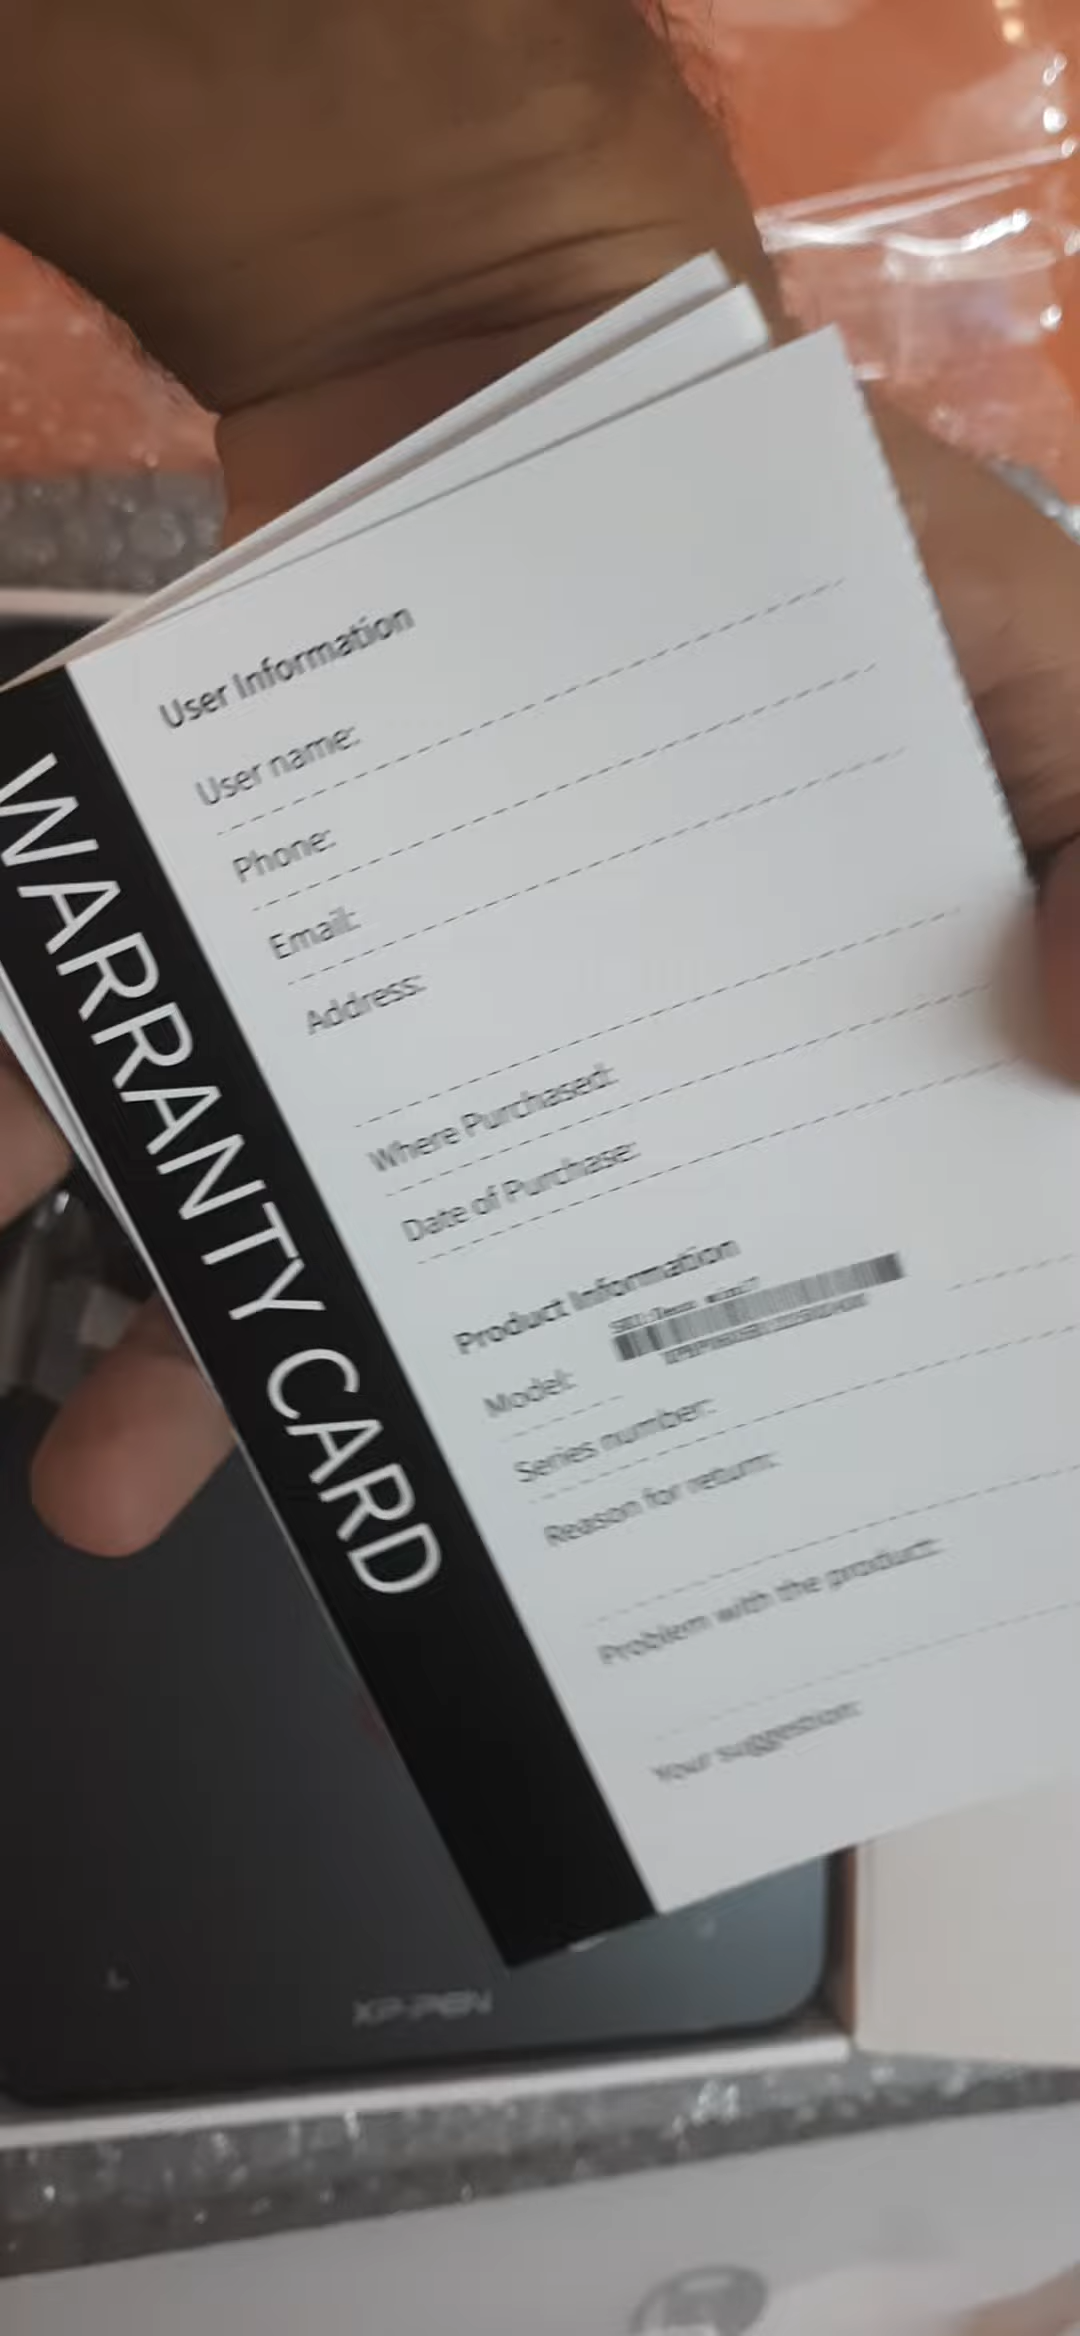 WARRANTY CARD
User Information
User name:
Phone:
Email:
Address:
Where Purchased:
Date of Purchase:
Product Information
Model:
Series number:
Reason for return:
Problem with the product:
Your suggestion:
XP-PEN